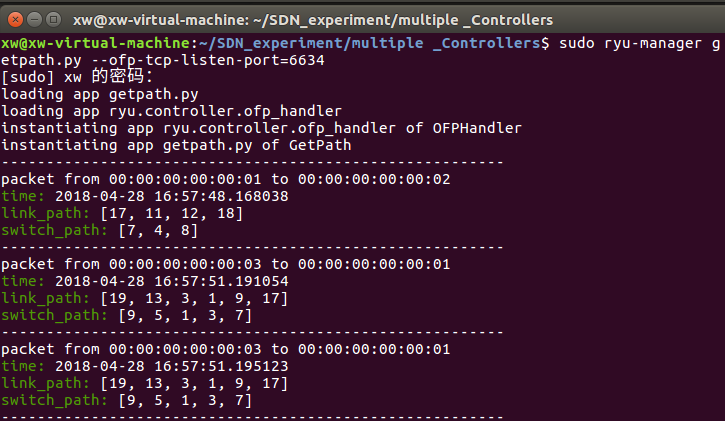 xw@xw-virtual-machine: ~/SDN_experiment/multiple _Controllers
xw@xw-virtual-machine:~/SDN_experiment/multiple _Controllers$ sudo ryu-manager g
etpath.py --ofp-tcp-listen-port=6634
[sudo] xw 的密码：
loading app getpath.py
loading app ryu.controller.ofp_handler
instantiating app ryu.controller.ofp_handler of OFPHandler
instantiating app getpath.py of GetPath
--------------------------------------------------------
packet from 00:00:00:00:00:01 to 00:00:00:00:00:02
time: 2018-04-28 16:57:48.168038
link_path: [17, 11, 12, 18]
switch_path: [7, 4, 8]
--------------------------------------------------------
packet from 00:00:00:00:00:03 to 00:00:00:00:00:01
time: 2018-04-28 16:57:51.191054
link_path: [19, 13, 3, 1, 9, 17]
switch_path: [9, 5, 1, 3, 7]
--------------------------------------------------------
packet from 00:00:00:00:00:03 to 00:00:00:00:00:01
time: 2018-04-28 16:57:51.195123
link_path: [19, 13, 3, 1, 9, 17]
switch_path: [9, 5, 1, 3, 7]
--------------------------------------------------------